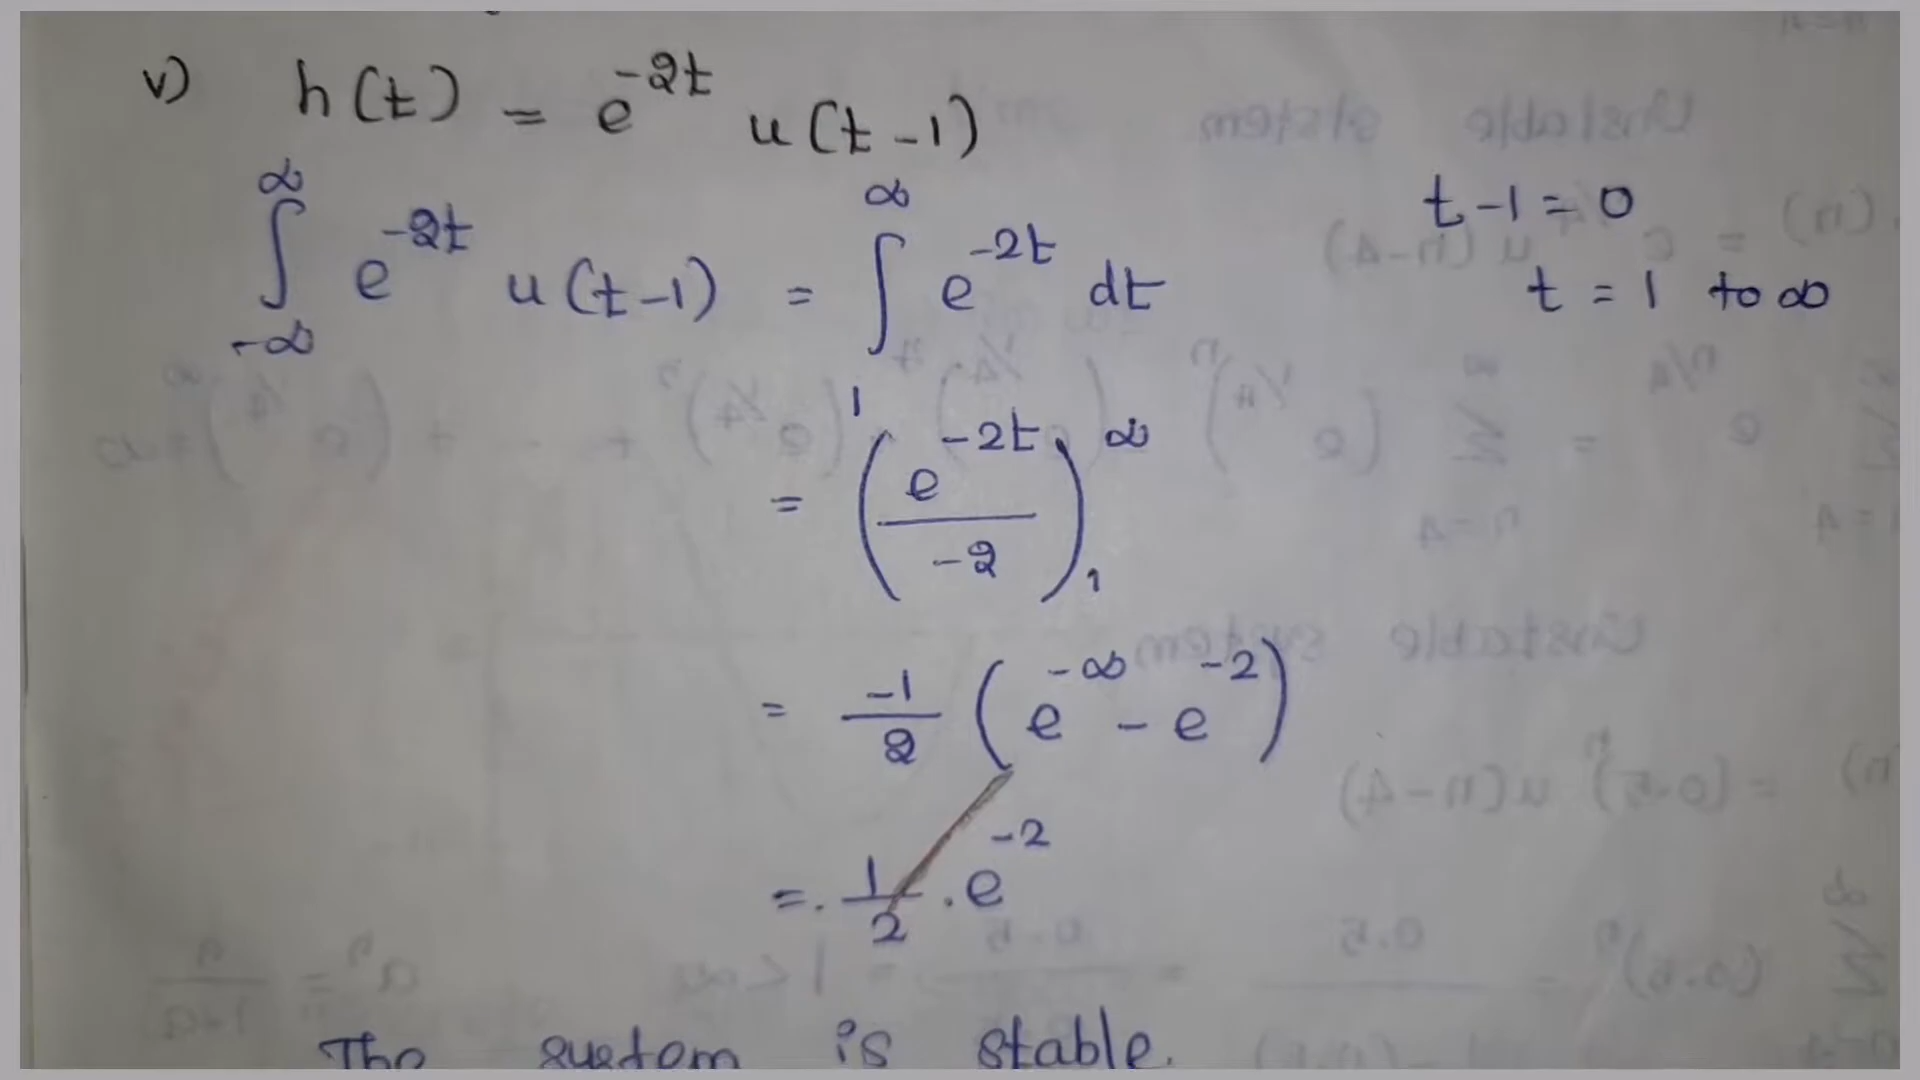 v) h(t) = e^{-2t} u(t-1)
∫_{-∞}^{∞} e^{-2t} u(t-1) = ∫_{1}^{∞} e^{-2t} dt
t-1 = 0
t = 1 to ∞
= (e^{-2t}/-2)_{1}^{∞}
= -1/2 (e^{-∞} - e^{-2})
= . 1/2 . e^{-2}
The system is stable.